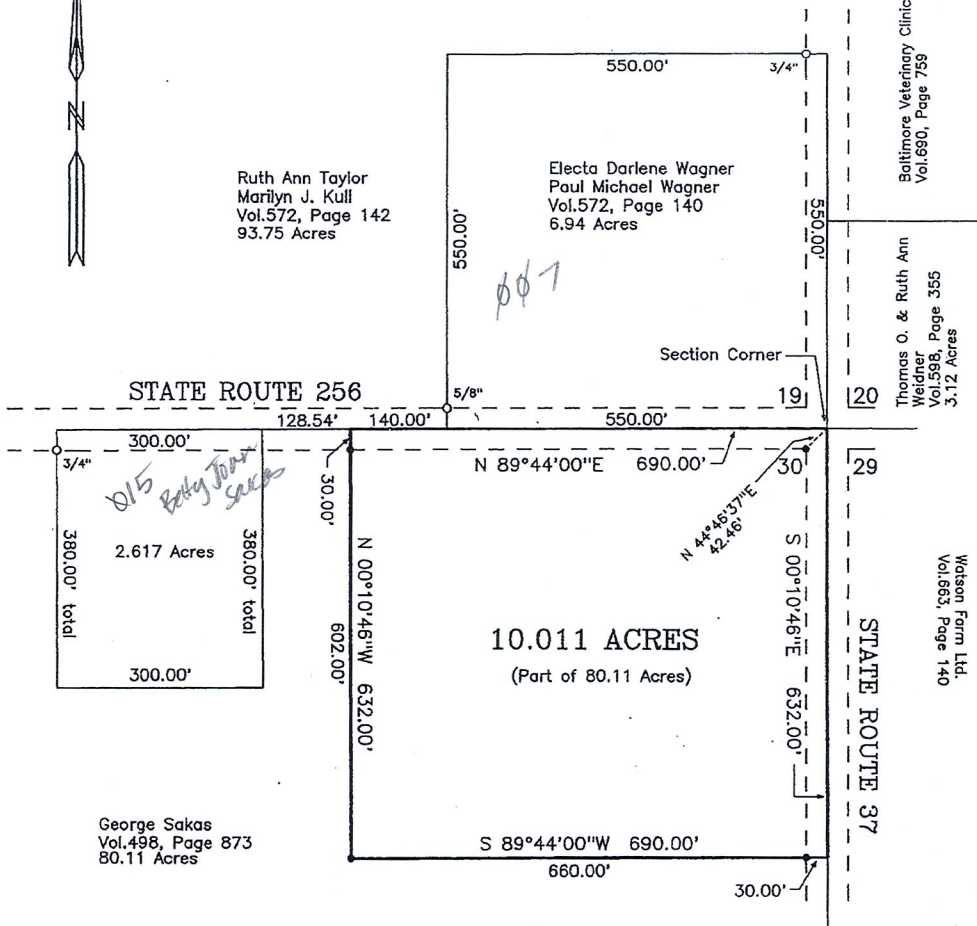 N
Baltimore Veterinary Clinic
Vol.690, Page 759
550.00'
3/4"
Ruth Ann Taylor
Marilyn J. Kull
Vol.572, Page 142
93.75 Acres
Electa Darlene Wagner
Paul Michael Wagner
Vol.572, Page 140
6.94 Acres
550.00'
550.00'
007
Thomas O. & Ruth Ann
Weidner
Vol.598, Page 355
3.12 Acres
Section Corner
STATE ROUTE 256
5/8"
19
20
128.54'
140.00'
550.00'
300.00'
3/4"
N 89°44'00"E 690.00'
30
29
015
Betty Joan
Sakas
30.00'
N 44°46'37"E
42.46'
2.617 Acres
380.00' total
380.00' total
N 00°10'46"W 632.00'
602.00'
S 00°10'46"E 632.00'
Watson Farm Ltd.
Vol.663, Page 140
10.011 ACRES
(Part of 80.11 Acres)
STATE ROUTE 37
300.00'
George Sakas
Vol.498, Page 873
80.11 Acres
S 89°44'00"W 690.00'
660.00'
30.00'